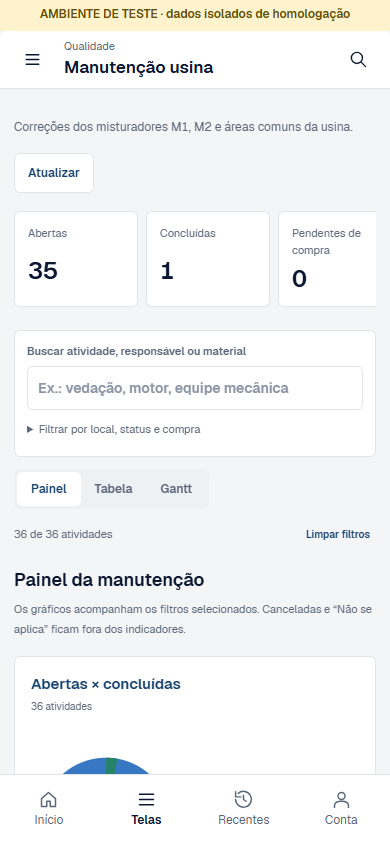 AMBIENTE DE TESTE · dados isolados de homologação
Qualidade
Manutenção usina
Correções dos misturadores M1, M2 e áreas comuns da usina.
Atualizar
Abertas
35
Concluídas
1
Pendentes de
compra
0
Buscar atividade, responsável ou material
Ex.: vedação, motor, equipe mecânica
Filtrar por local, status e compra
Painel
Tabela
Gantt
36 de 36 atividades
Limpar filtros
Painel da manutenção
Os gráficos acompanham os filtros selecionados. Canceladas e “Não se
aplica” ficam fora dos indicadores.
Abertas × concluídas
36 atividades
Início
Telas
Recentes
Conta